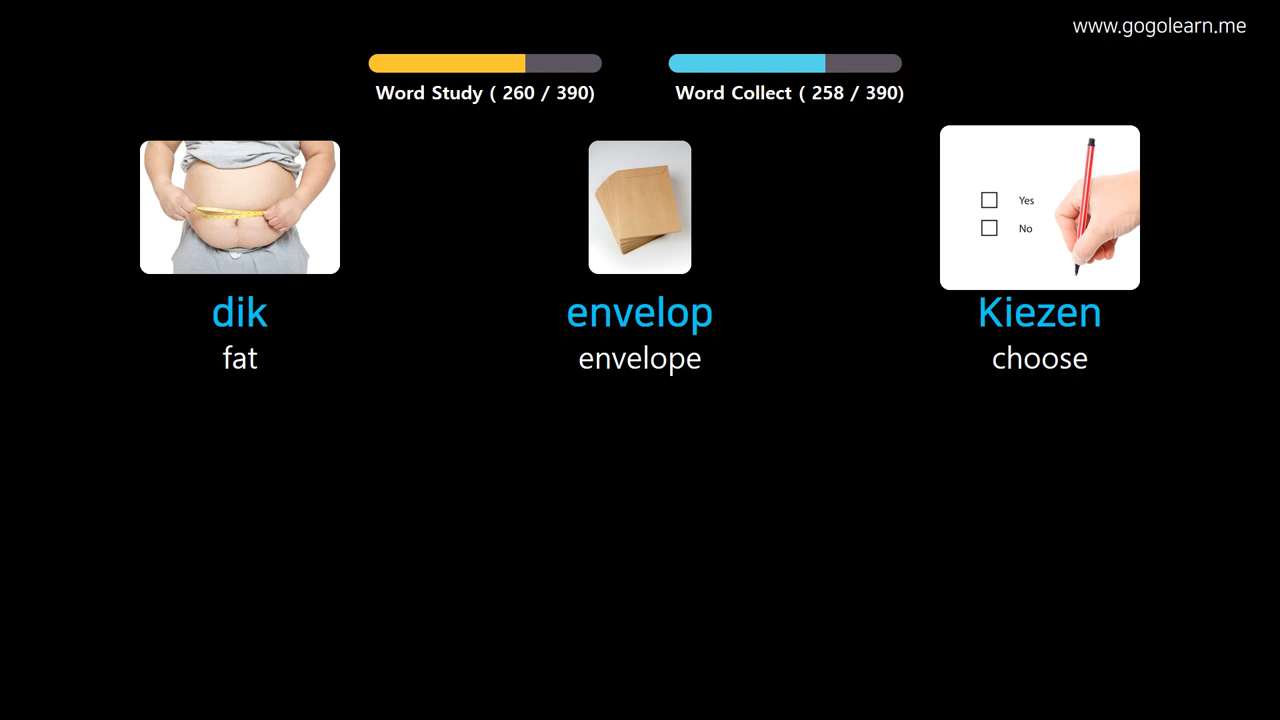 www.gogolearn.me
Word Study ( 260 / 390)
Word Collect ( 258 / 390)
Yes
No
dik
envelop
Kiezen
fat
envelope
choose